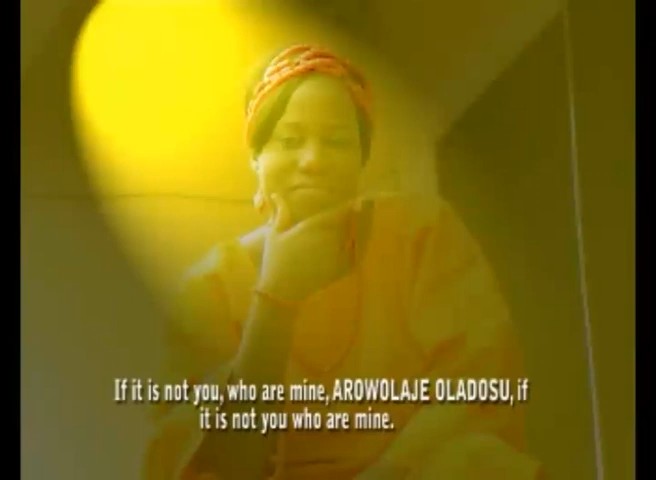 If it is not you, who are mine, AROWOLAJE OLADOSU, if
it is not you who are mine.